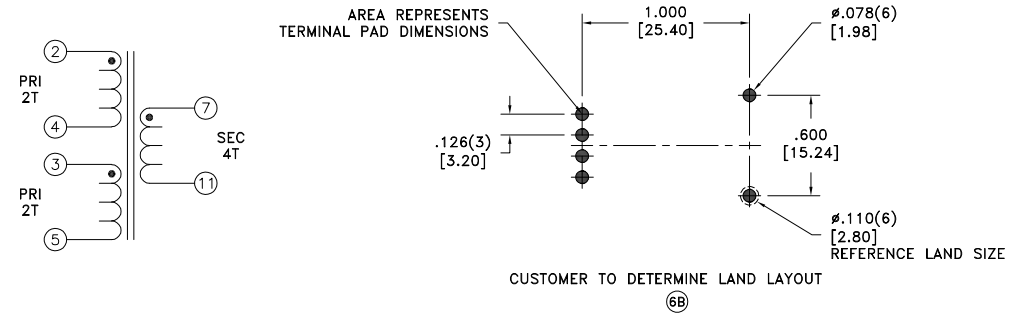 2
PRI
2T
4
3
PRI
2T
5
7
SEC
4T
11
AREA REPRESENTS
TERMINAL PAD DIMENSIONS
1.000
[25.40]
ø.078(6)
[1.98]
.126(3)
[3.20]
.600
[15.24]
ø.110(6)
[2.80]
REFERENCE LAND SIZE
CUSTOMER TO DETERMINE LAND LAYOUT
6B